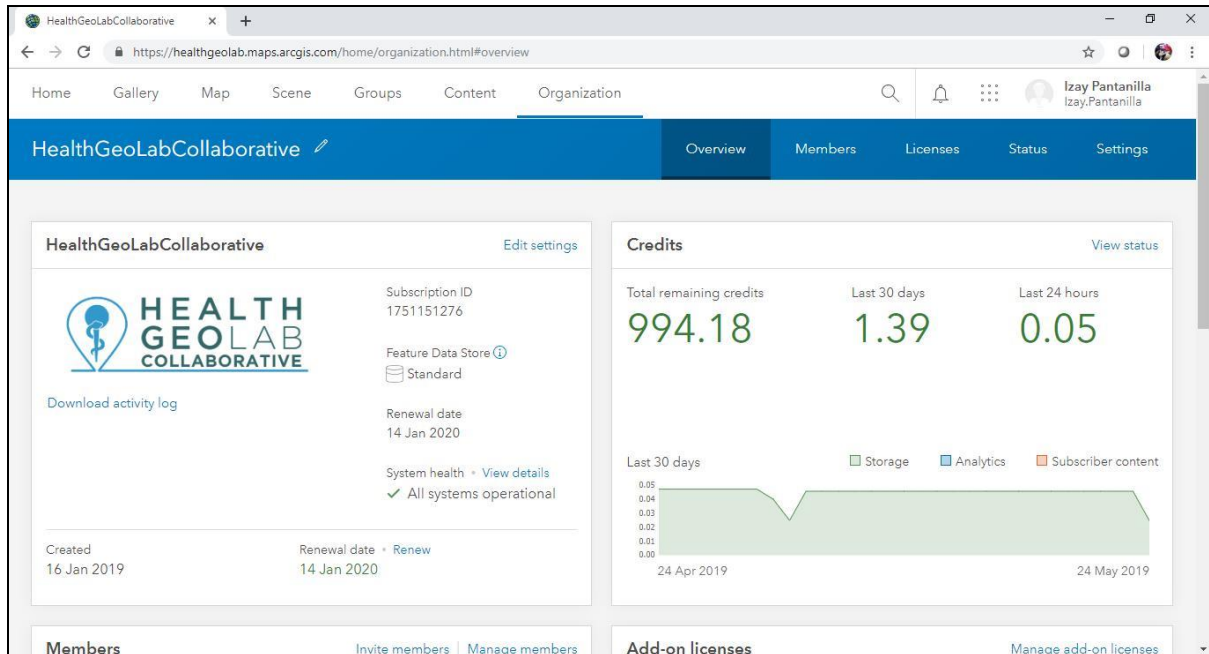 HealthGeoLabCollaborative
https://healthgeolab.maps.arcgis.com/home/organization.html#overview
Home Gallery Map Scene Groups Content Organization
Izay Pantanilla
Izay.Pantanilla
HealthGeoLabCollaborative
Overview Members Licenses Status Settings
HealthGeoLabCollaborative Edit settings
HEALTH
GEOLAB
COLLABORATIVE
Download activity log
Subscription ID
1751151276
Feature Data Store
Standard
Renewal date
14 Jan 2020
System health • View details
All systems operational
Created
16 Jan 2019
Renewal date • Renew
14 Jan 2020
Credits View status
Total remaining credits Last 30 days Last 24 hours
994.18 1.39 0.05
Last 30 days Storage Analytics Subscriber content
0.05
0.04
0.03
0.02
0.01
0.00
24 Apr 2019 24 May 2019
Members Invite members | Manage members
Add-on licenses Manage add-on licenses